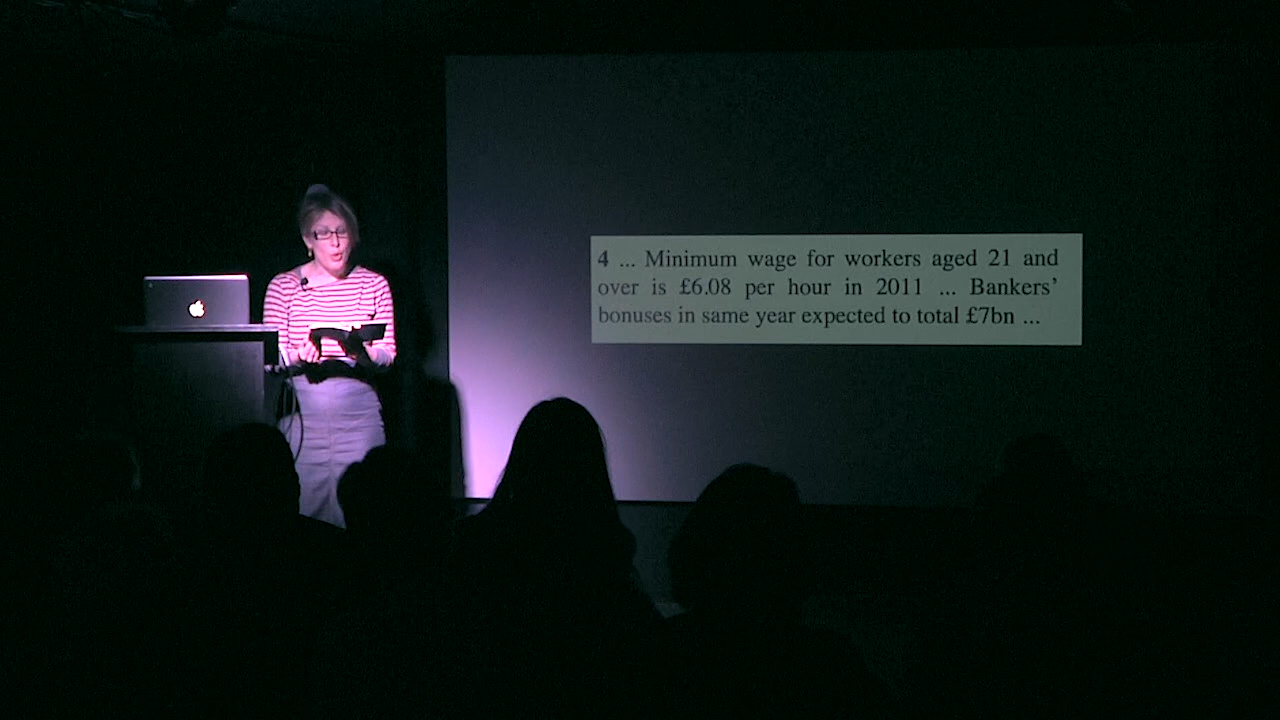 4 ... Minimum wage for workers aged 21 and
over is £6.08 per hour in 2011 ... Bankers’
bonuses in same year expected to total £7bn ...